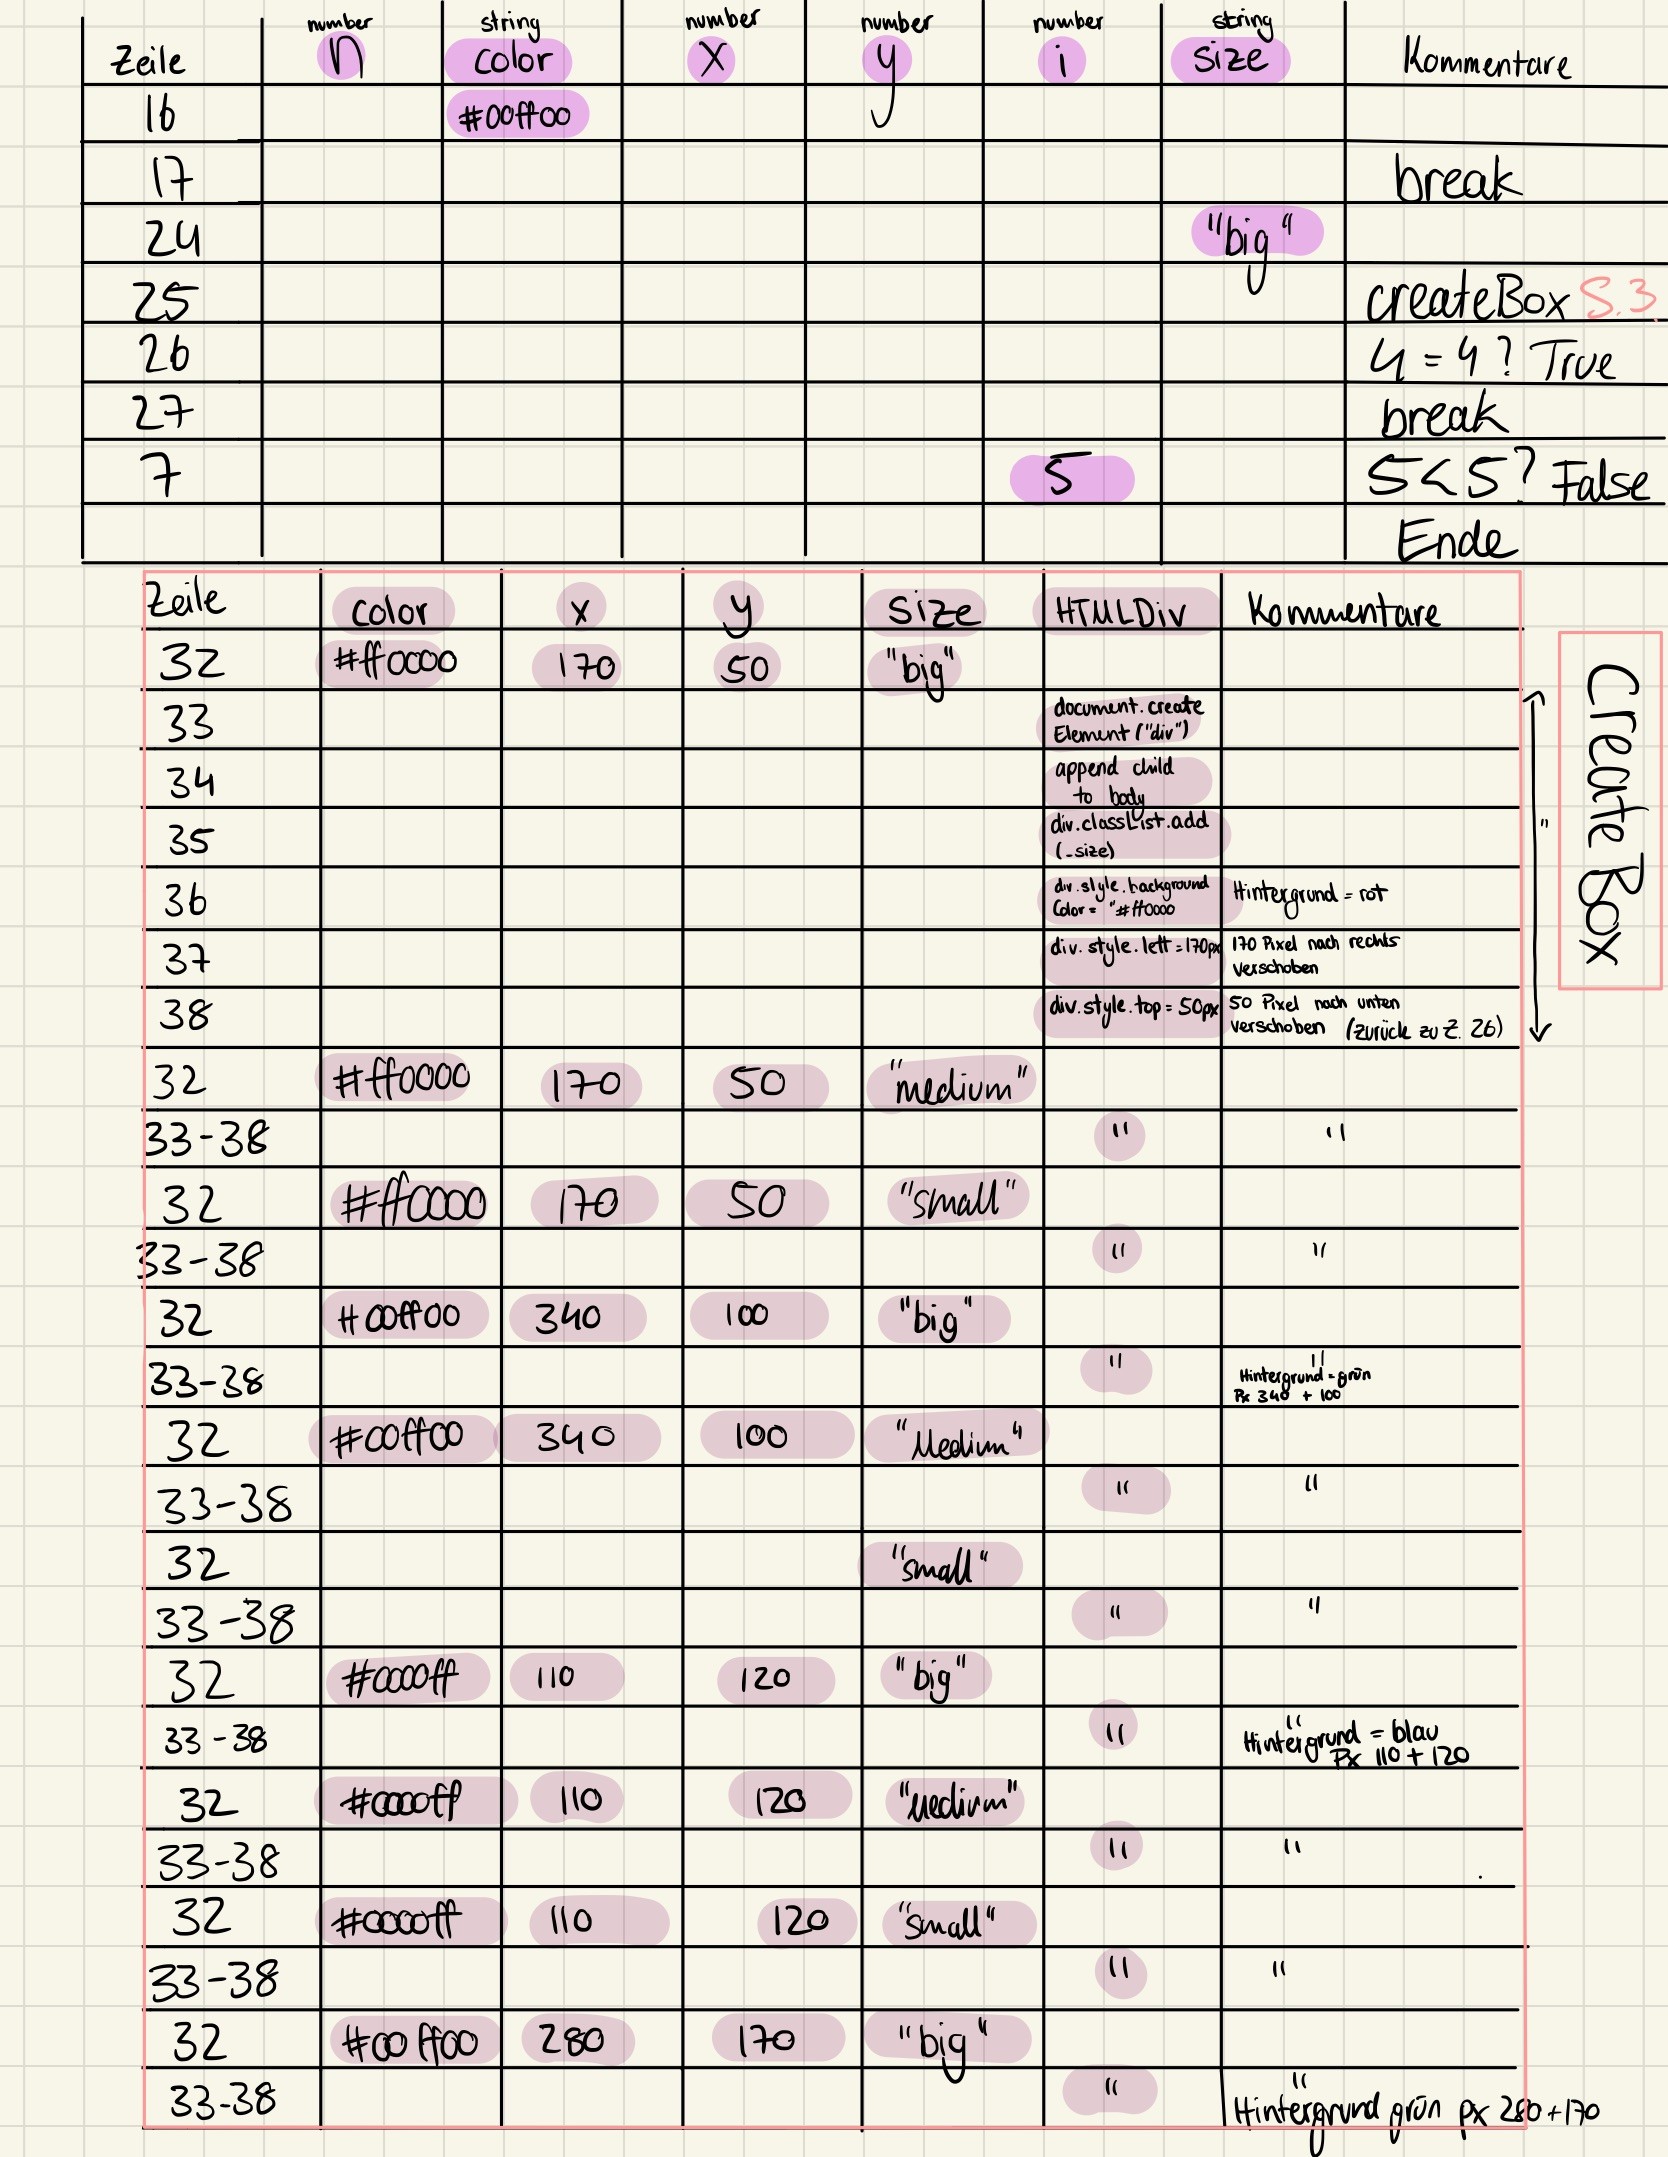 number string number number number string
Zeile n color x y i size Kommentare
16 #00ff00
17 break
24 "big"
25 createBox S.3
26 4 = 4 ? True
27 break
7 5 5 < 5 ? False
Ende
Zeile color x y Size HTMLDiv Kommentare
32 #ff0000 170 50 "big"
33 document.create
Element ("div")
34 append child
to body
35 div.classList.add
(_size)
36 div.style.background Hintergrund = rot
Color = "#ff0000
37 div.style.left = 170px 170 Pixel nach rechts
verschoben
38 div.style.top = 50px 50 Pixel nach unten
verschoben (zurück zu Z. 26)
"
Create Box
32 #ff0000 170 50 "medium"
33-38 " "
32 #ff0000 170 50 "small"
33-38 " "
32 #00ff00 340 100 "big"
33-38 " "
Hintergrund = grün
Px 340 + 100
32 #00ff00 340 100 "Medium"
33-38 " "
32 "small"
33-38 " "
32 #0000ff 110 120 "big"
33-38 " "
Hintergrund = blau
Px 110 + 120
32 #0000ff 110 120 "Medium"
33-38 " "
32 #0000ff 110 120 "small"
33-38 " "
32 #00ff00 280 170 "big"
33-38 " "
Hintergrund grün px 280+170